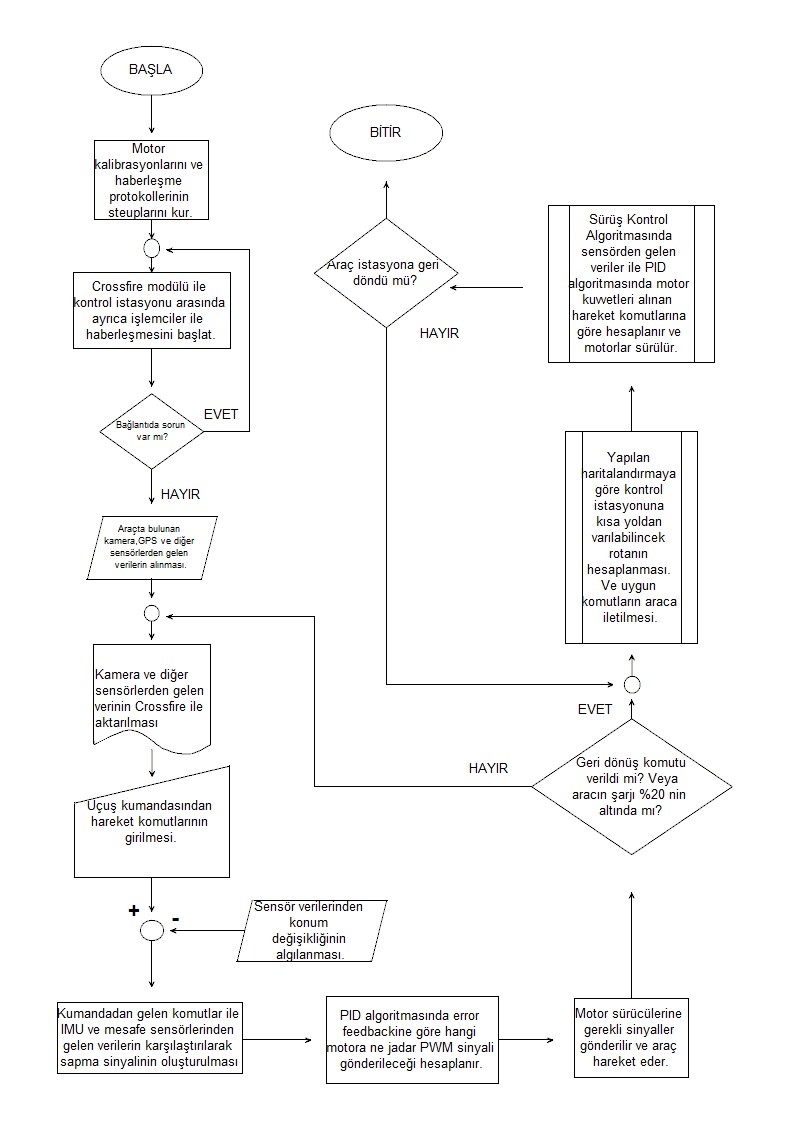 BAŞLA
Motor
kalibrasyonlarını ve
haberleşme
protokollerinin
steuplarını kur.
Crossfire modülü ile
kontrol istasyonu arasında
ayrıca işlemciler ile
haberleşmesini başlat.
Bağlantıda sorun
var mı?
EVET
HAYIR
Araçta bulunan
kamera,GPS ve diğer
sensörlerden gelen
verilerin alınması.
Kamera ve diğer
sensörlerden gelen
verinin Crossfire ile
aktarılması
Uçuş kumandasından
hareket komutlarının
girilmesi.
+
-
Sensör verilerinden
konum
değişikliğinin
algılanması.
Kumandadan gelen komutlar ile
IMU ve mesafe sensörlerinden
gelen verilerin karşılaştırılarak
sapma sinyalinin oluşturulması
PID algoritmasında error
feedbackine göre hangi
motora ne jadar PWM sinyali
gönderileceği hesaplanır.
Motor sürücülerine
gerekli sinyaller
gönderilir ve araç
hareket eder.
Geri dönüş komutu
verildi mi? Veya
aracın şarjı %20 nin
altında mı?
HAYIR
EVET
Yapılan
haritalandırmaya
göre kontrol
istasyonuna
kısa yoldan
varılabilincek
rotanın
hesaplanması.
Ve uygun
komutların araca
iletilmesi.
Sürüş Kontrol
Algoritmasında
sensörden gelen
veriler ile PID
algoritmasında motor
kuvvetleri alınan
hareket komutlarına
göre hesaplanır ve
motorlar sürülür.
Araç istasyona geri
döndü mü?
HAYIR
BİTİR